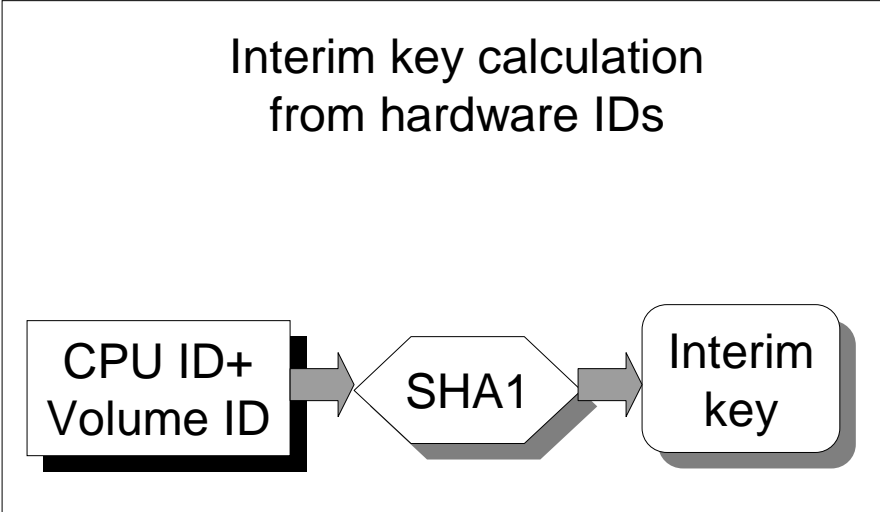 Interim key calculation
from hardware IDs
CPU ID+
Volume ID
SHA1
Interim
key